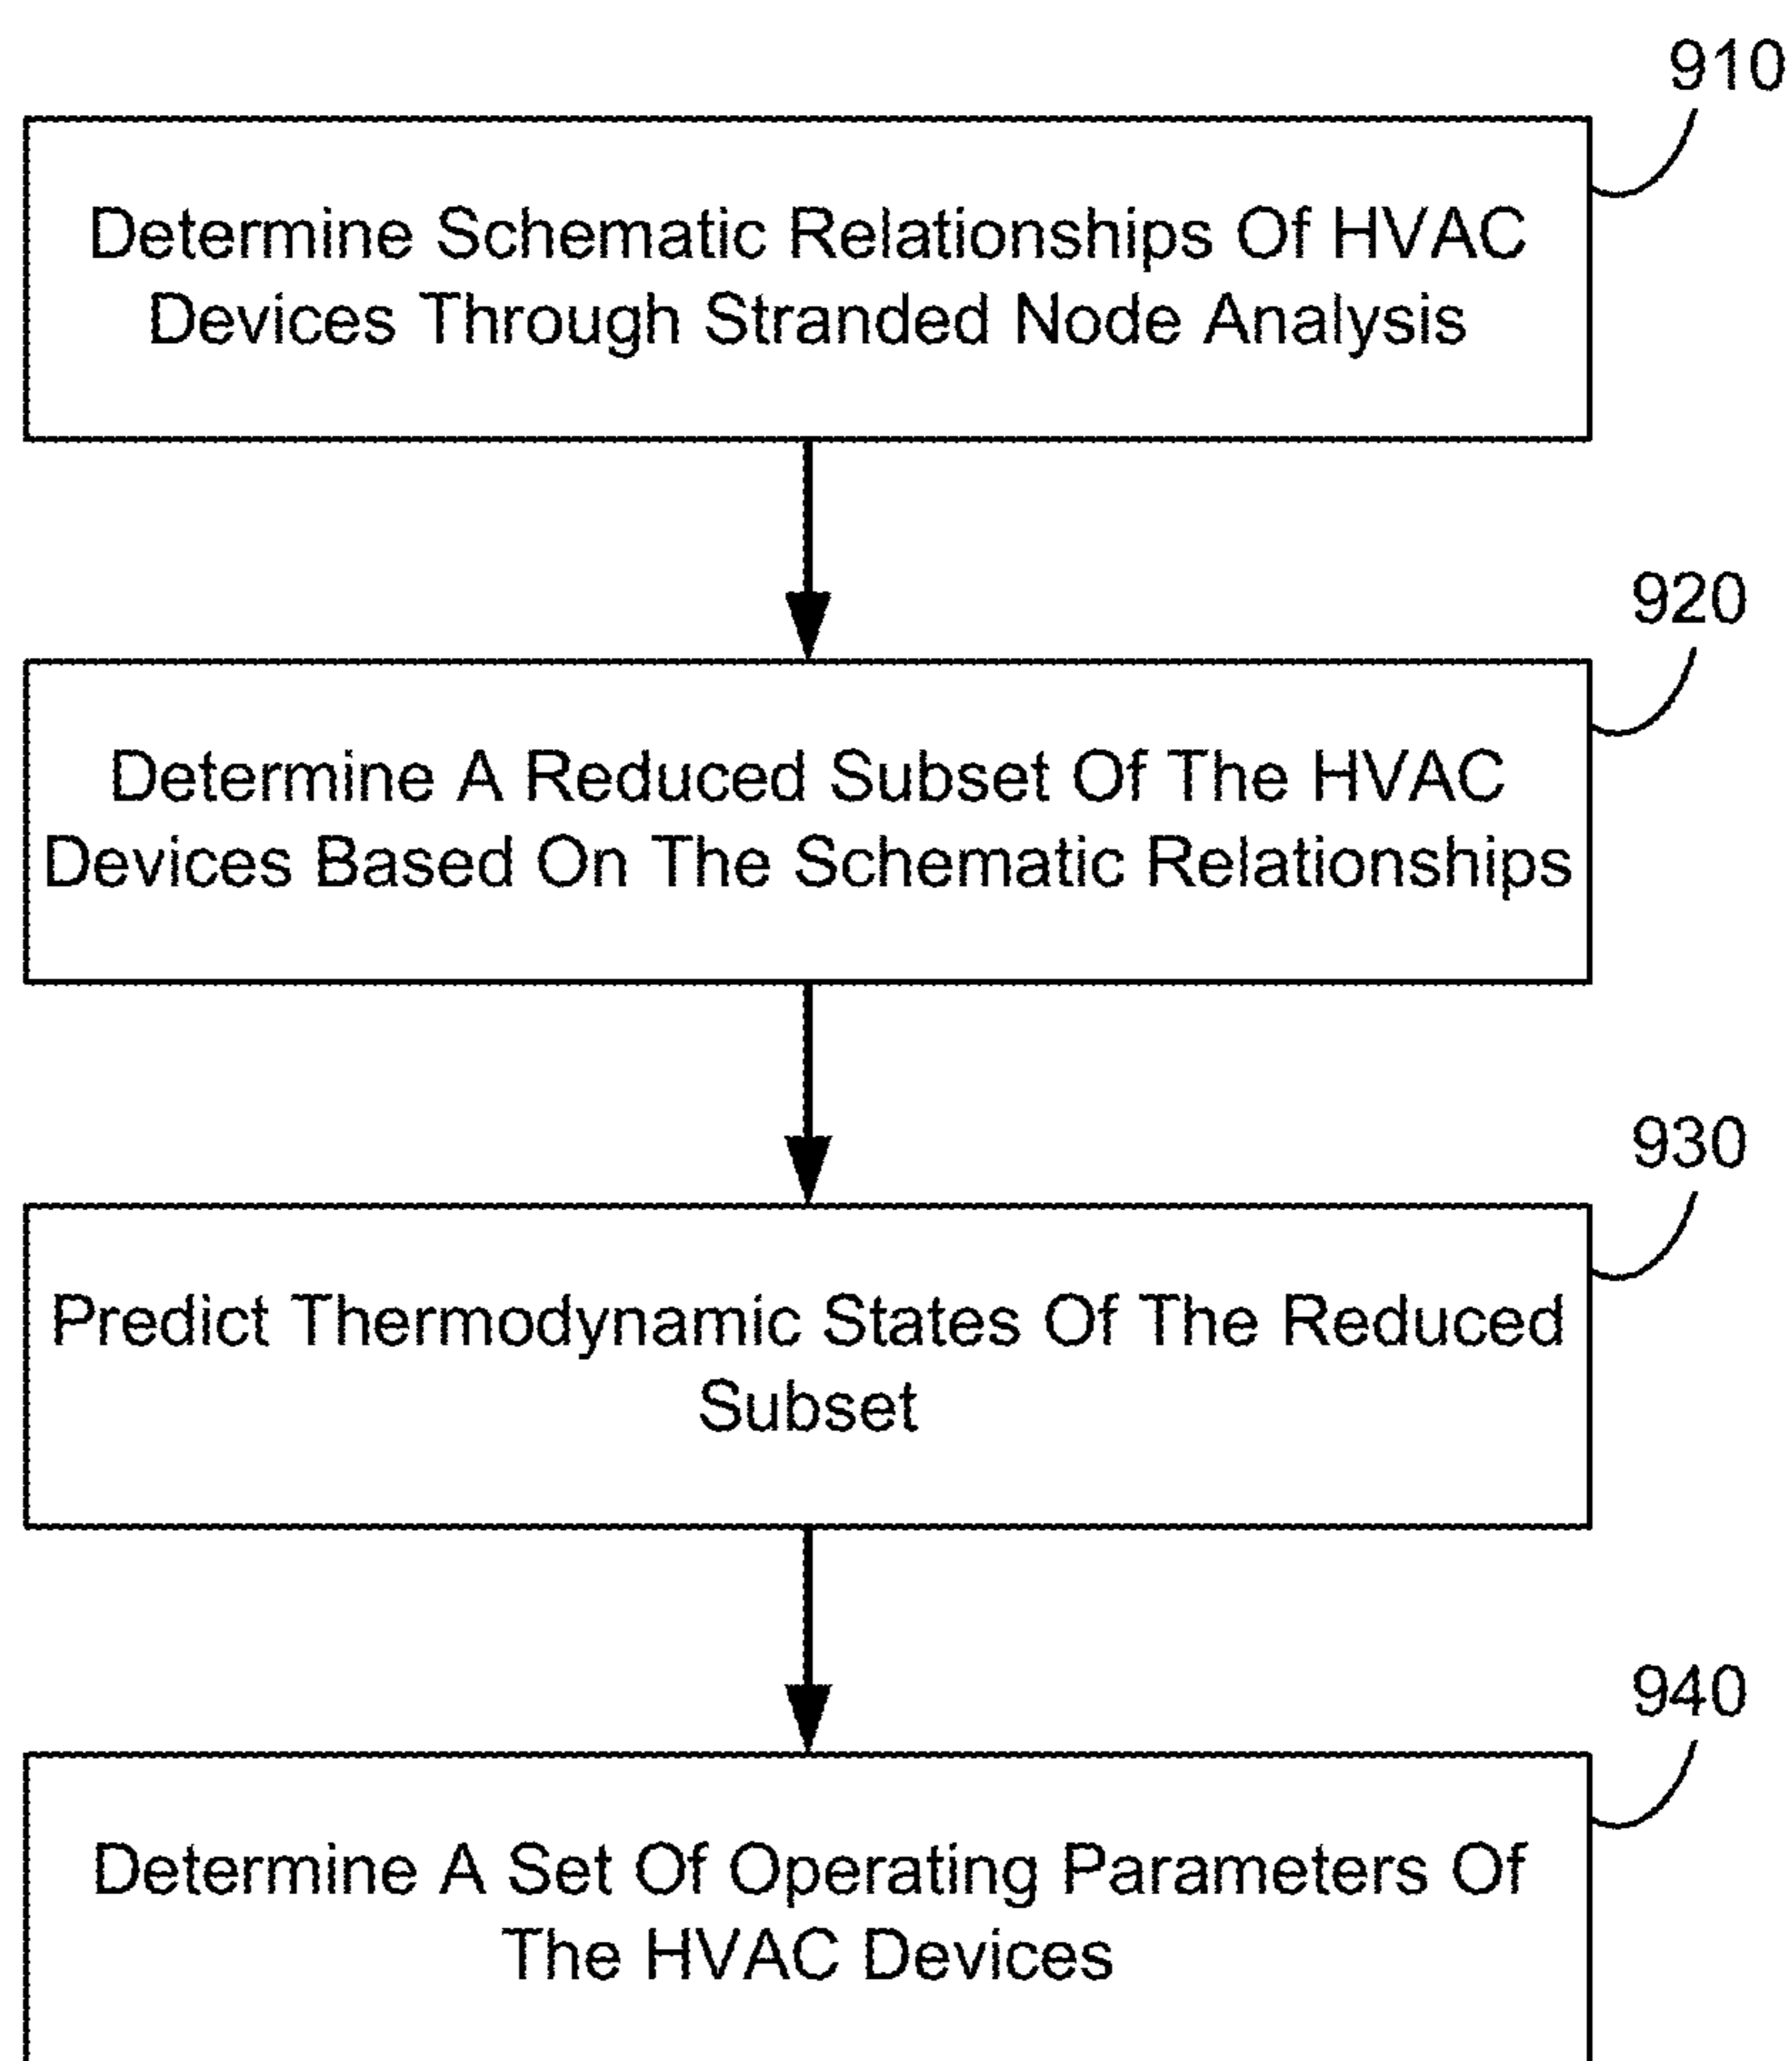 910
Determine Schematic Relationships Of HVAC
Devices Through Stranded Node Analysis
920
Determine A Reduced Subset Of The HVAC
Devices Based On The Schematic Relationships
930
Predict Thermodynamic States Of The Reduced
Subset
940
Determine A Set Of Operating Parameters Of
The HVAC Devices